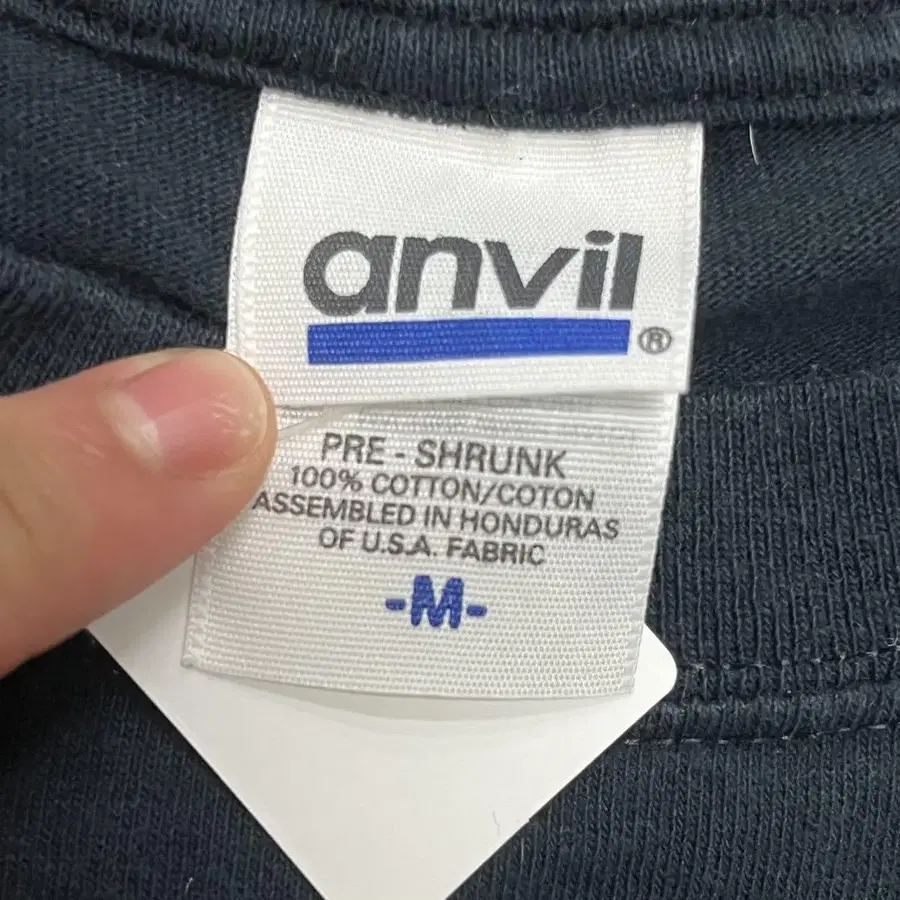 anvil
®
PRE - SHRUNK
100% COTTON/COTON
ASSEMBLED IN HONDURAS
OF U.S.A. FABRIC
-M-